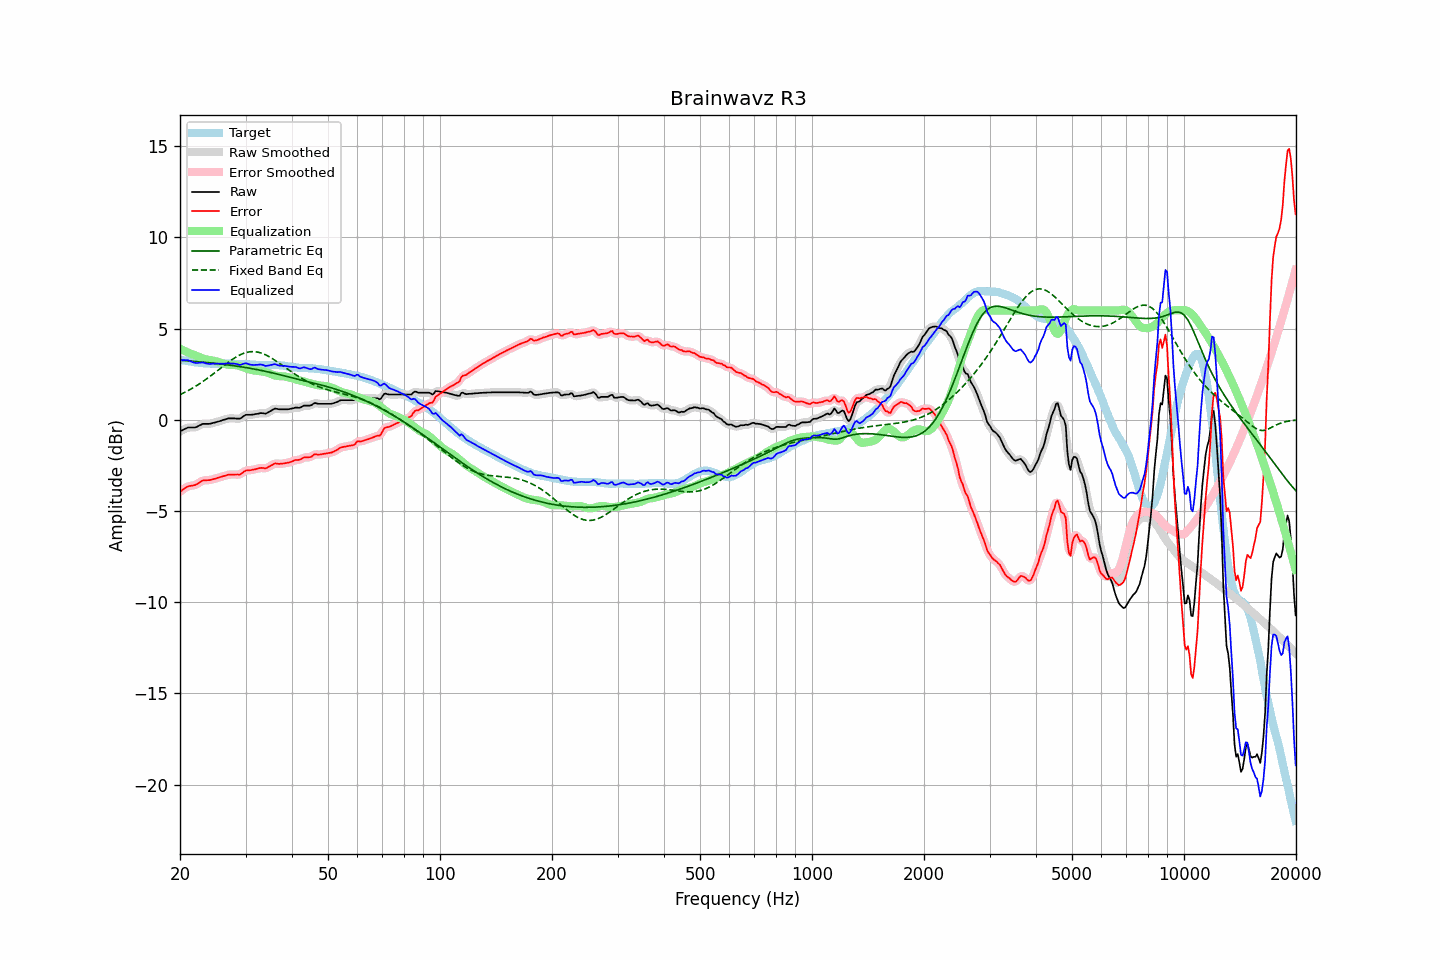 Brainwavz R3
Target
Raw Smoothed
Error Smoothed
Raw
Error
Equalization
Parametric Eq
Fixed Band Eq
Equalized
Amplitude (dBr)
15
10
5
0
−5
−10
−15
−20
20
50
100
200
500
1000
2000
5000
10000
20000
Frequency (Hz)